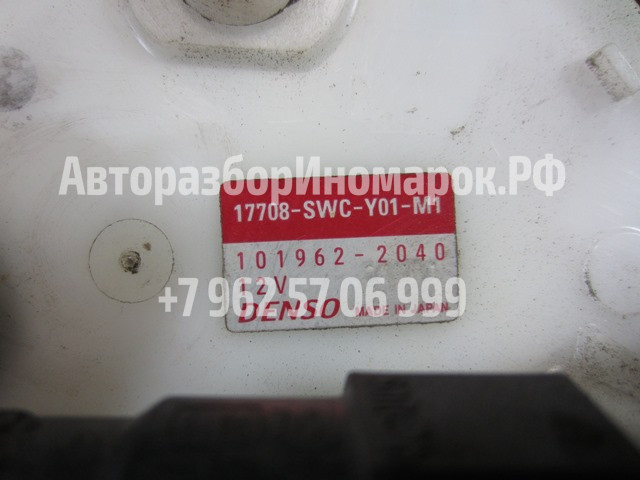 АвторазборИномарок.РФ
17708-SWC-Y01-M1
101962-2040
12V
+7 962 57 06 999
DENSO MADE IN JAPAN